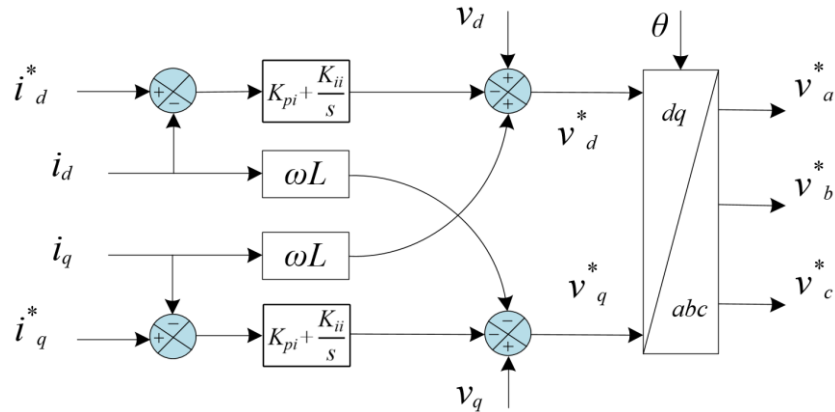 v_d
θ
i*_d
+
−
K_pi + K_ii/s
+
−
+
v*_d
dq
v*_a
i_d
ωL
v*_b
i_q
ωL
v*_q
v*_c
i*_q
−
+
K_pi + K_ii/s
−
−
+
abc
v_q